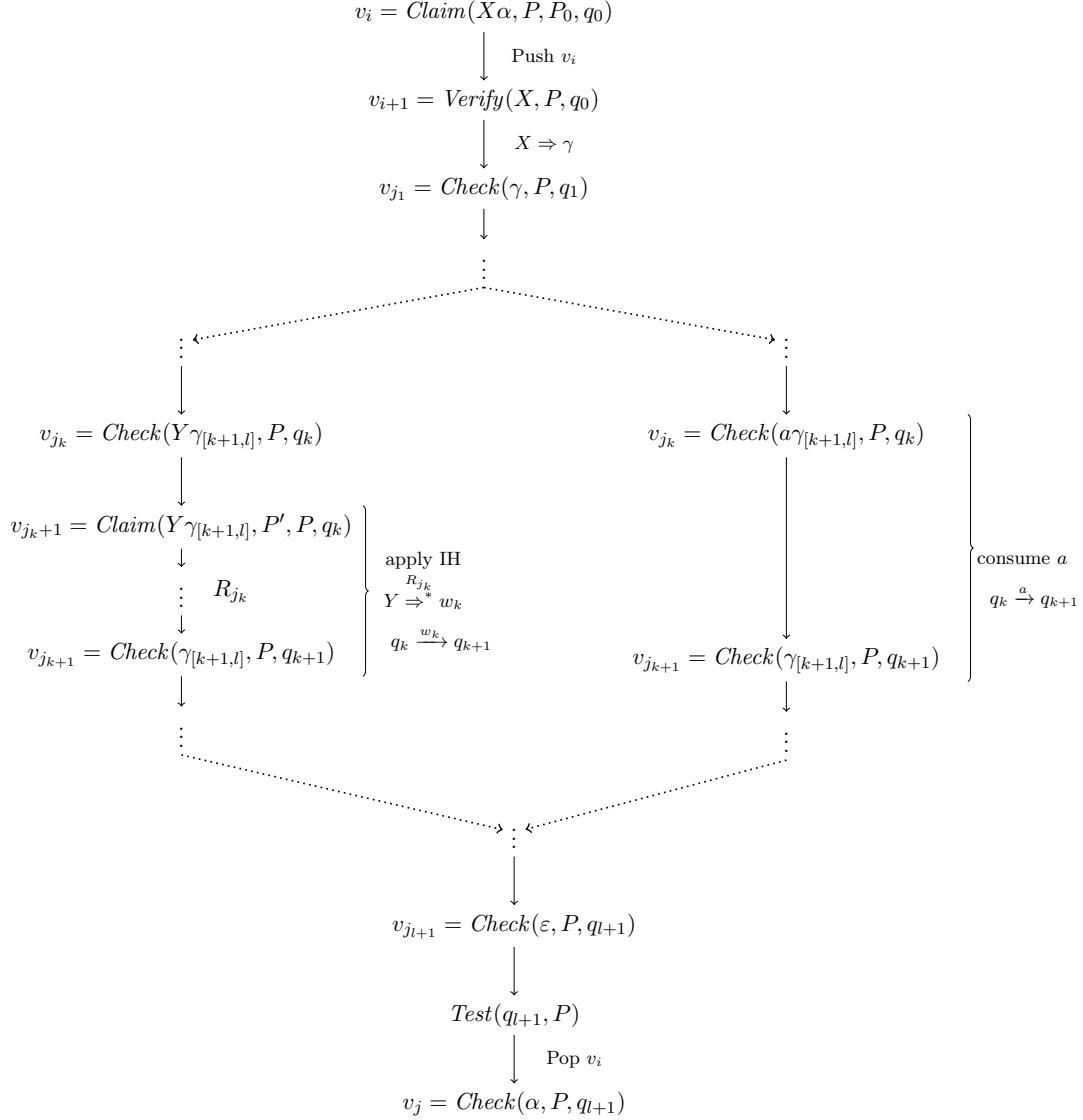 v_i = Claim(Xα, P, P_0, q_0)
Push v_i
v_{i+1} = Verify(X, P, q_0)
X ⇒ γ
v_{j_1} = Check(γ, P, q_1)
v_{j_k} = Check(Yγ_{[k+1,l]}, P, q_k)
v_{j_k+1} = Claim(Yγ_{[k+1,l]}, P′, P, q_k)
R_{j_k}
v_{j_{k+1}} = Check(γ_{[k+1,l]}, P, q_{k+1})
apply IH
Y ⇒^{R_{j_k}}* w_k
q_k →^{w_k} q_{k+1}
v_{j_k} = Check(aγ_{[k+1,l]}, P, q_k)
v_{j_{k+1}} = Check(γ_{[k+1,l]}, P, q_{k+1})
consume a
q_k →^{a} q_{k+1}
v_{j_{l+1}} = Check(ε, P, q_{l+1})
Test(q_{l+1}, P)
Pop v_i
v_j = Check(α, P, q_{l+1})